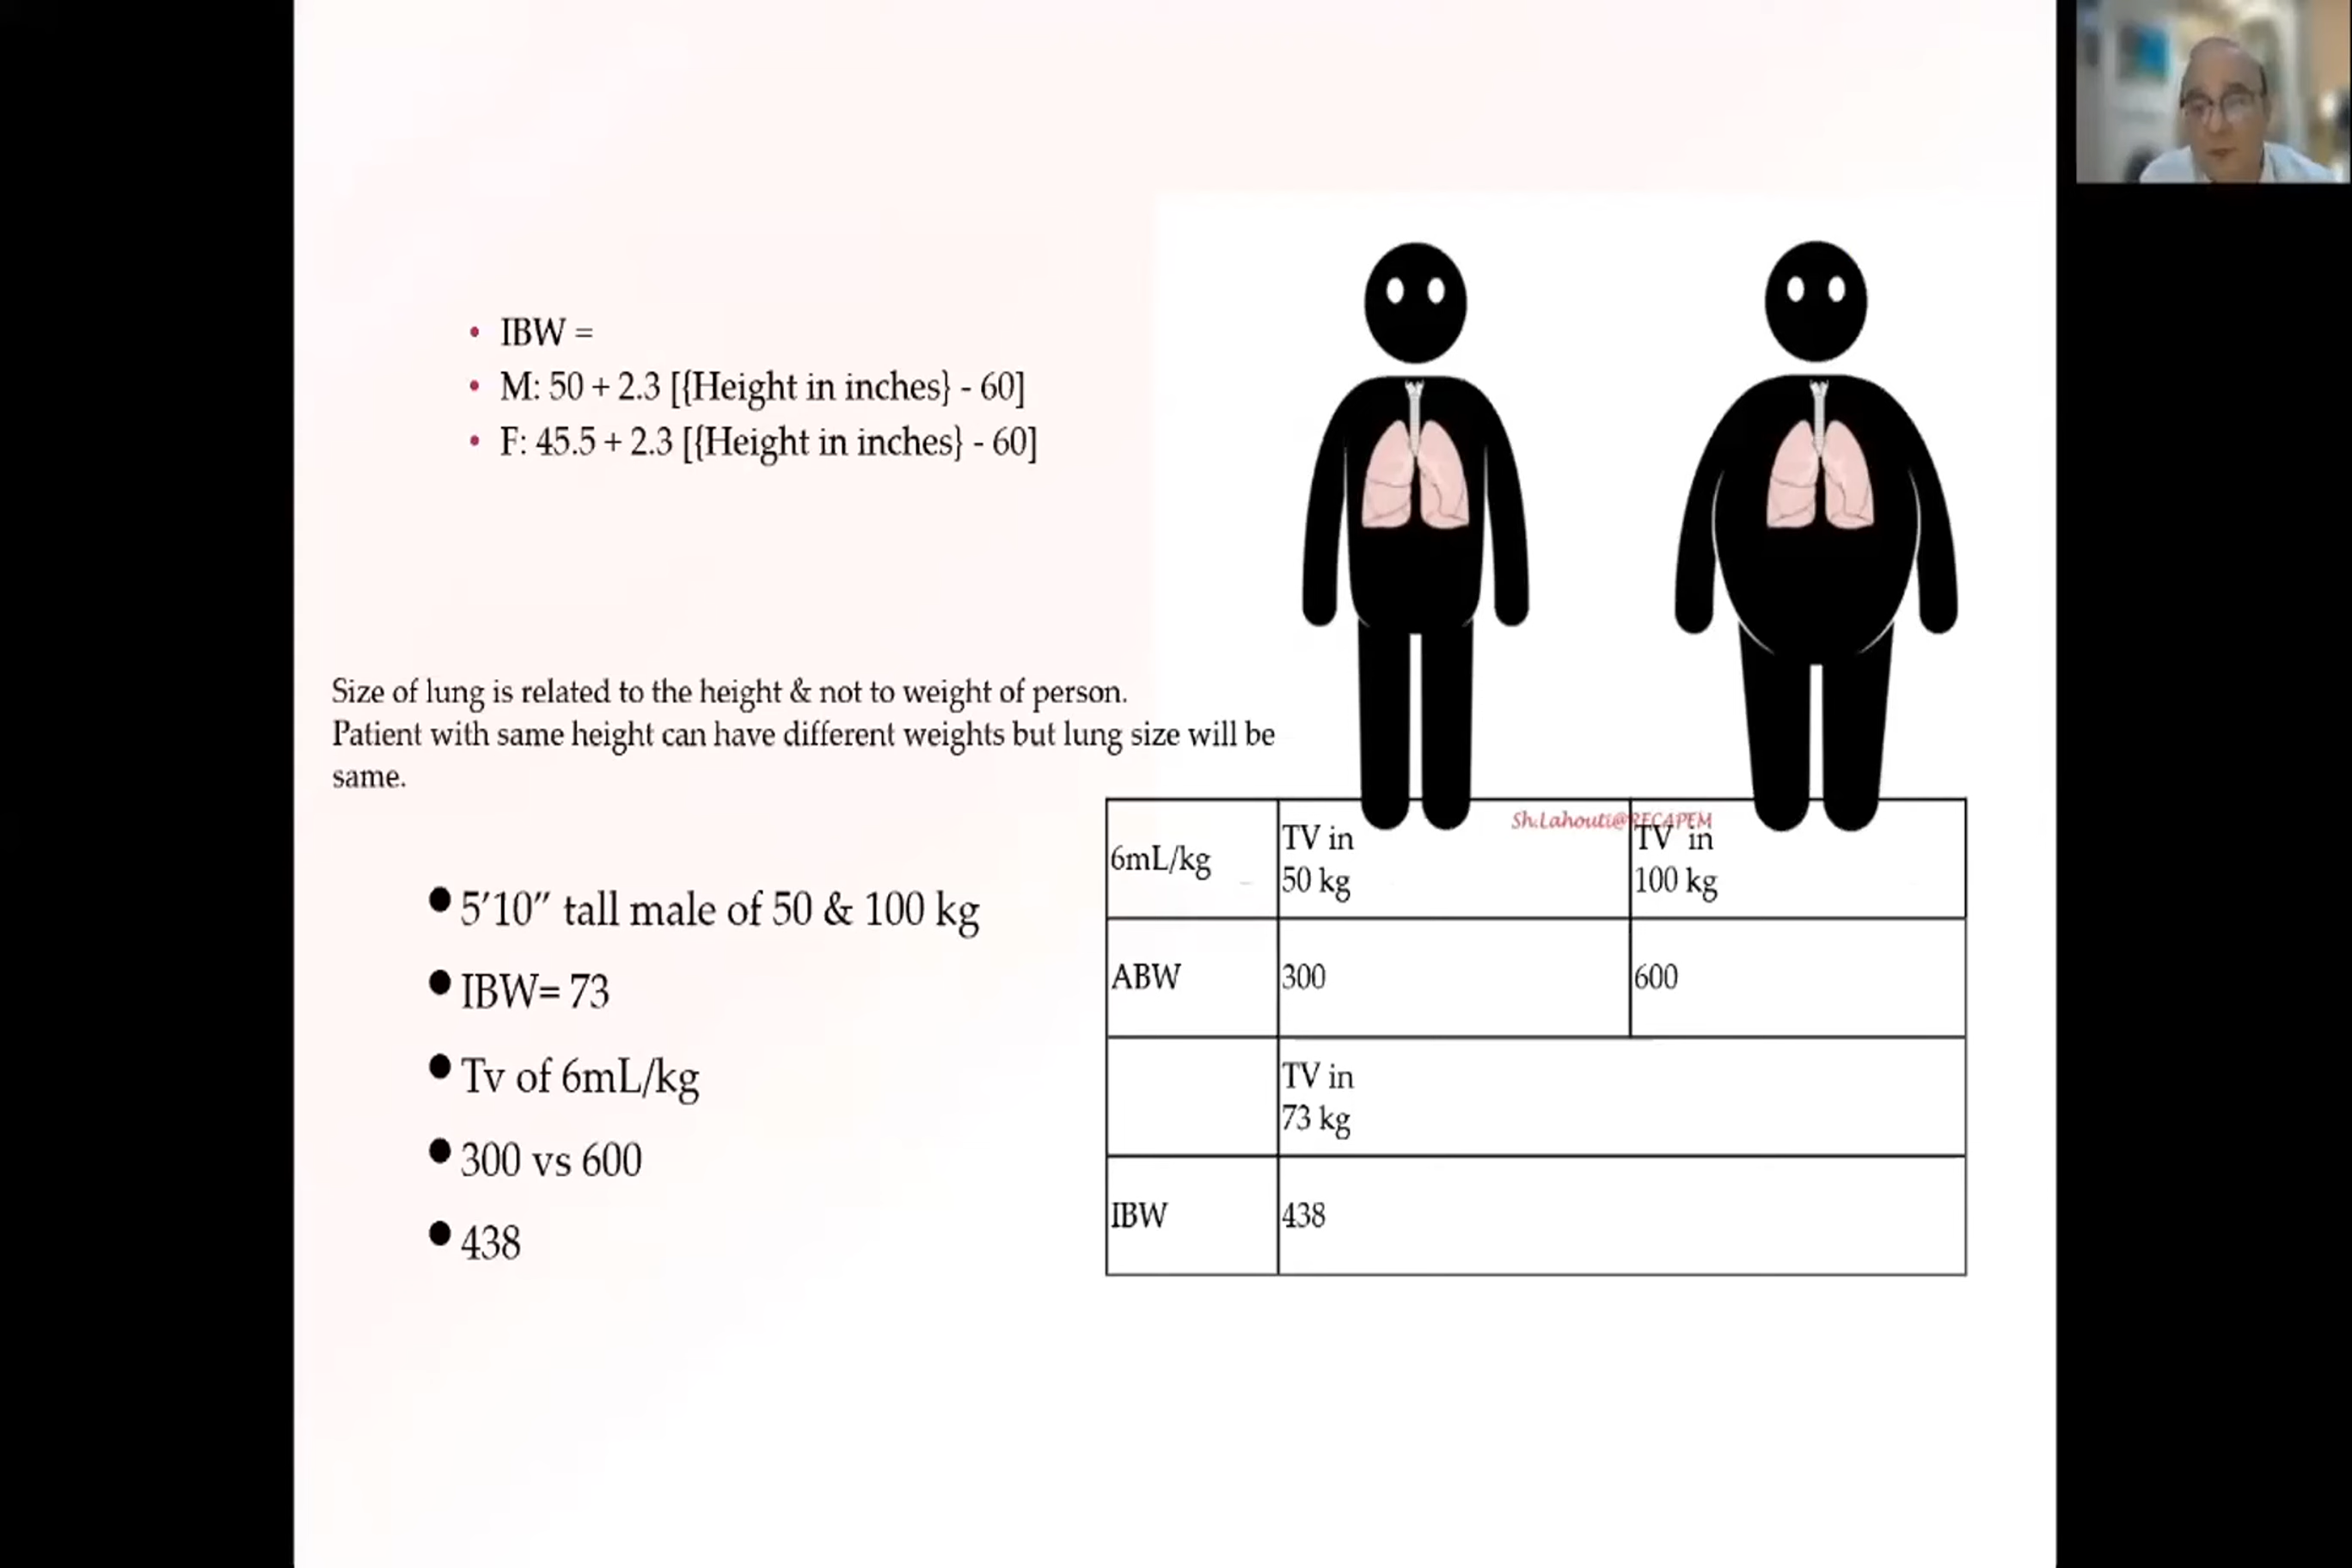 • IBW =
• M: 50 + 2.3 [{Height in inches} - 60]
• F: 45.5 + 2.3 [{Height in inches} - 60]
Size of lung is related to the height & not to weight of person.
Patient with same height can have different weights but lung size will be
same.
• 5′10″ tall male of 50 & 100 kg
• IBW= 73
• Tv of 6mL/kg
• 300 vs 600
• 438
Sh.Lahouti@RECAPEM
6mL/kg
TV in
50 kg
TV in
100 kg
ABW
300
600
TV in
73 kg
IBW
438